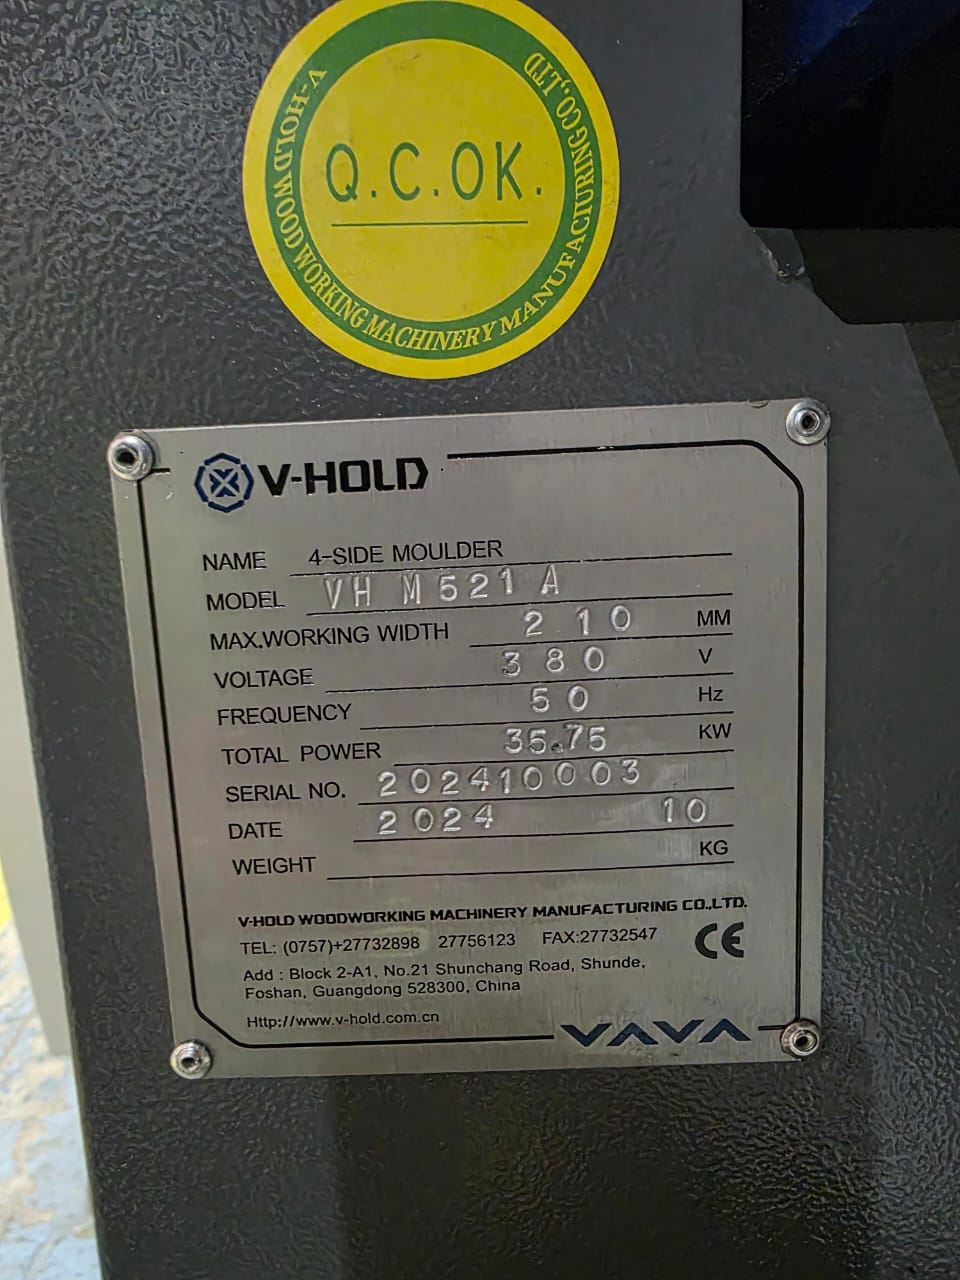 V-HOLD WOOD WORKING MACHINERY MANUFACIURING CO.,LTD
Q.C.OK.
V-HOLD
NAME 4-SIDE MOULDER
MODEL VH M521 A
MAX.WORKING WIDTH 210 MM
VOLTAGE 380 V
FREQUENCY 50 Hz
TOTAL POWER 35.75 KW
SERIAL NO. 202410003
DATE 2024 10
WEIGHT KG
V-HOLD WOODWORKING MACHINERY MANUFACTURING CO.,LTD.
TEL: (0757)+27732898 27756123 FAX:27732547
CE
Add : Block 2-A1, No.21 Shunchang Road, Shunde,
Foshan, Guangdong 528300, China
Http://www.v-hold.com.cn
VAVA